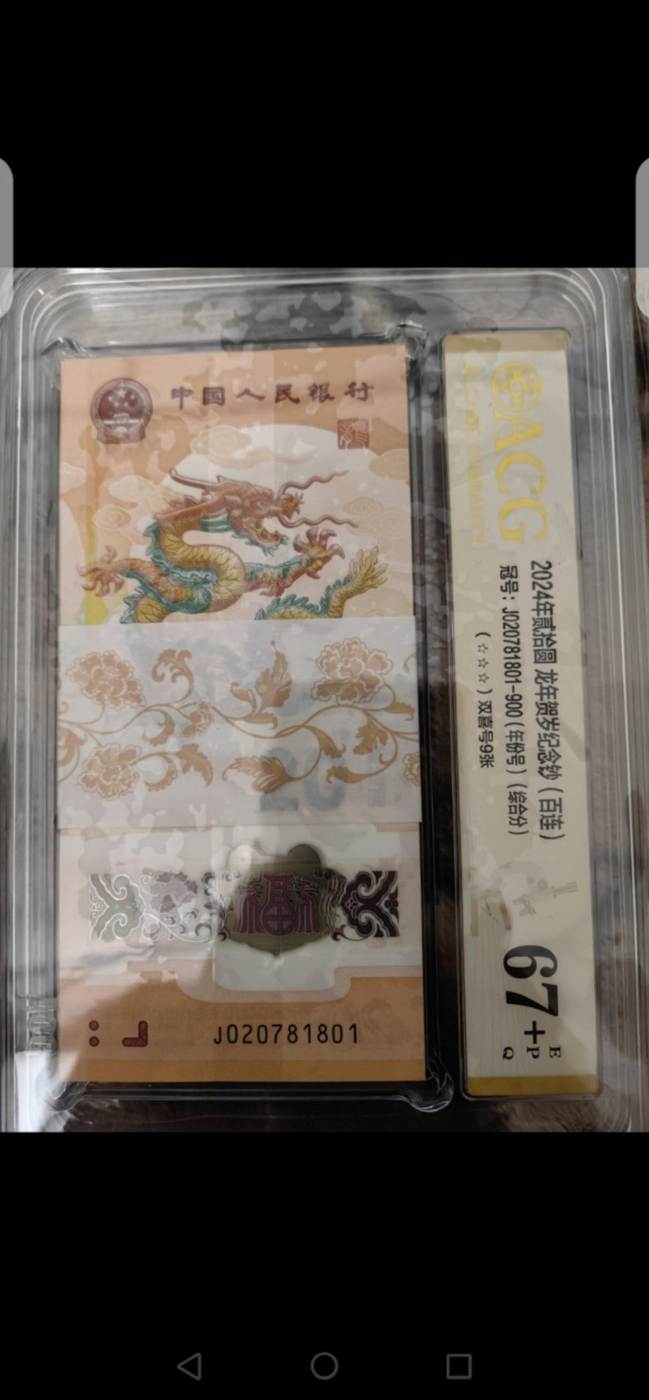 中国人民银行
福
J020781801
ACG
2024年贰拾圆 龙年贺岁纪念钞（百连）
冠号：J020781801-900（年份号）（综合分）
（☆☆☆）双喜号9张
67+
E
P
Q